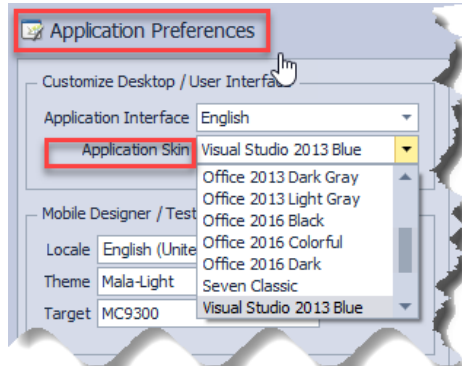 Application Preferences
Customize Desktop / User Interface
Application Interface English
Application Skin Visual Studio 2013 Blue
Office 2013 Dark Gray
Office 2013 Light Gray
Office 2016 Black
Office 2016 Colorful
Office 2016 Dark
Seven Classic
Visual Studio 2013 Blue
Mobile Designer / Test
Locale English (Unite
Theme Mala-Light
Target MC9300